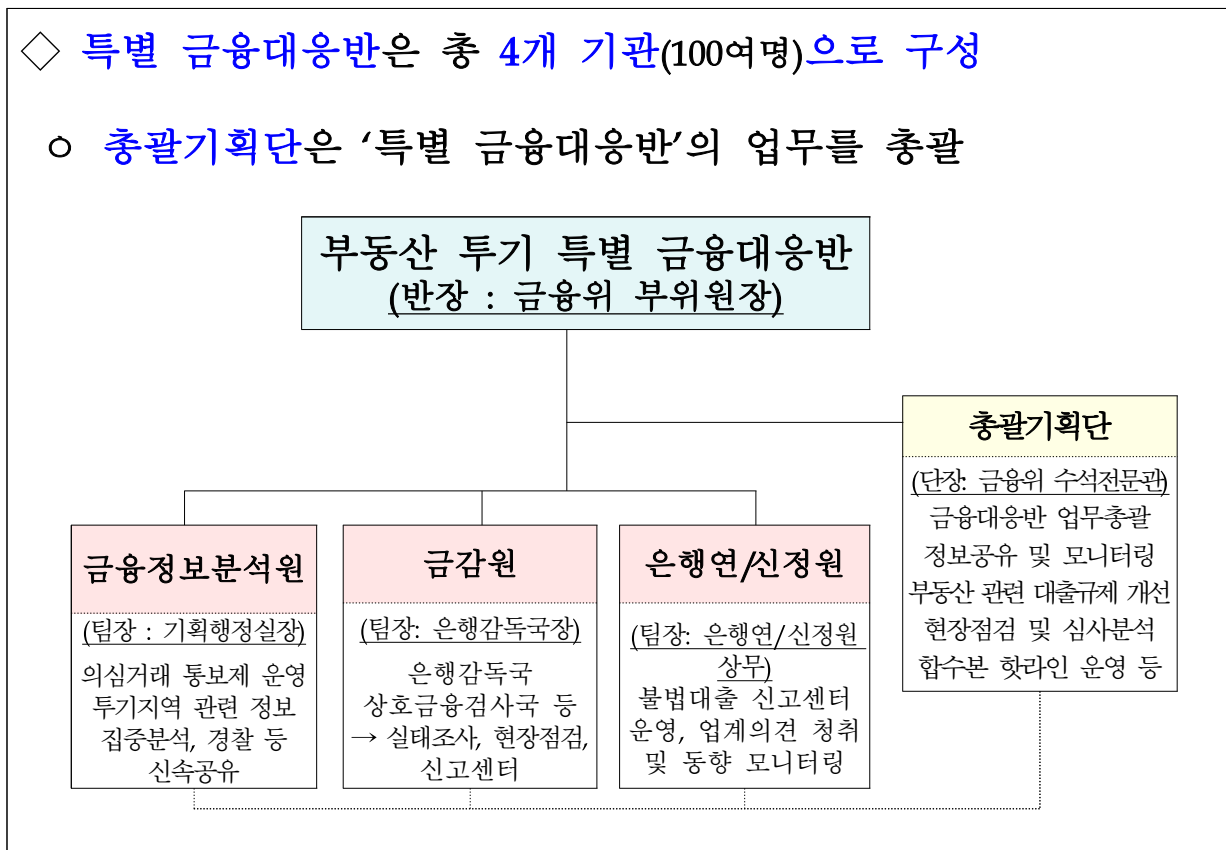 ◇ 특별 금융대응반은 총 4개 기관(100여명)으로 구성
ㅇ 총괄기획단은 ‘특별 금융대응반’의 업무를 총괄
부동산 투기 특별 금융대응반
(반장 : 금융위 부위원장)
총괄기획단
(단장: 금융위 수석전문관)
금융대응반 업무총괄
정보공유 및 모니터링
부동산 관련 대출규제 개선
현장점검 및 심사분석
합수본 핫라인 운영 등
금융정보분석원
(팀장 : 기획행정실장)
의심거래 통보제 운영
투기지역 관련 정보
집중분석, 경찰 등
신속공유
금감원
(팀장: 은행감독국장)
은행감독국
상호금융검사국 등
→ 실태조사, 현장점검,
신고센터
은행연/신정원
(팀장: 은행연/신정원
상무)
불법대출 신고센터
운영, 업계의견 청취
및 동향 모니터링